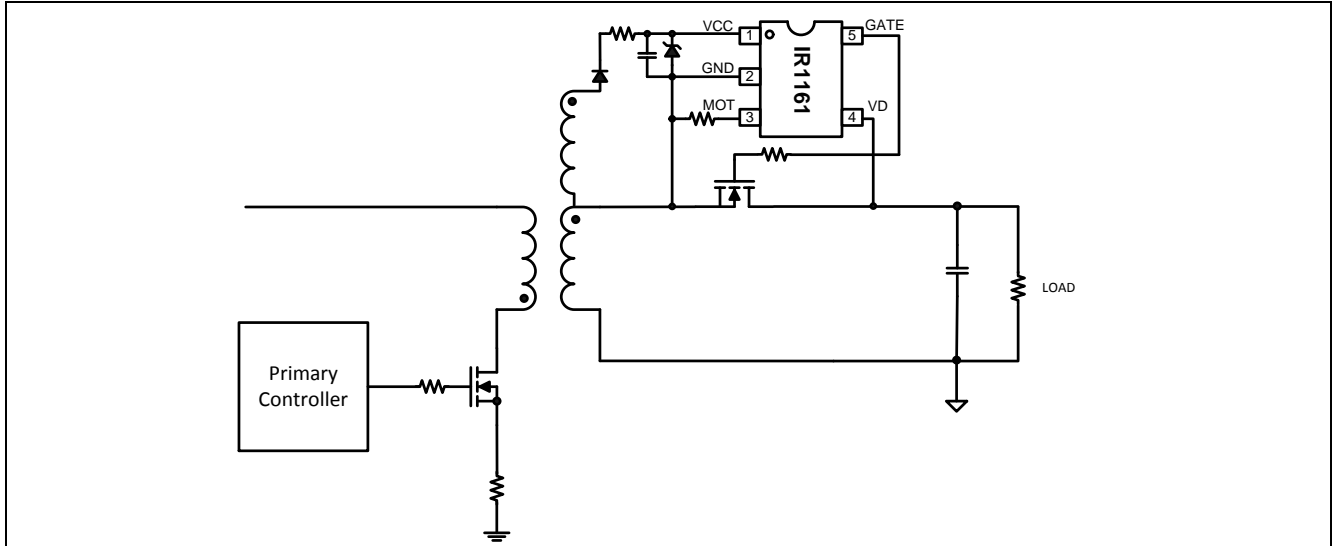 VCC
1
5
GATE
IR1161
GND
2
MOT
3
4
VD
LOAD
Primary
Controller